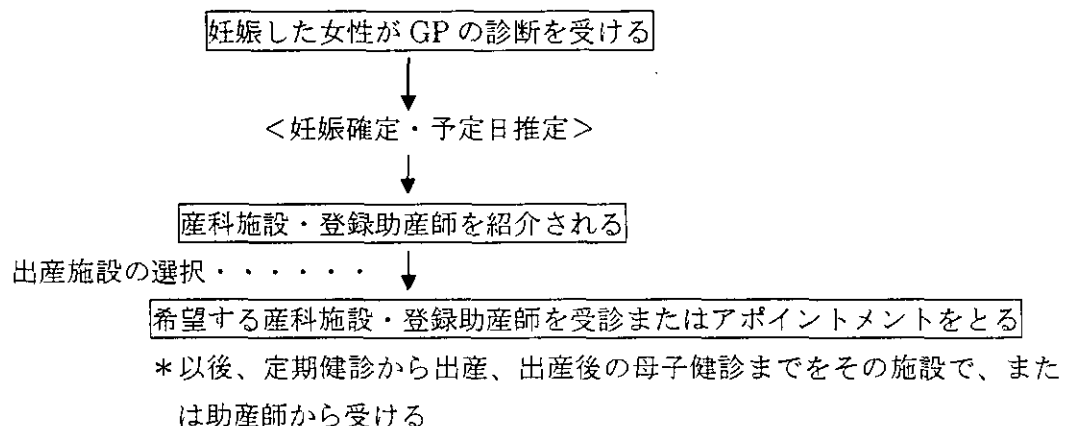 妊娠した女性が GP の診断を受ける
＜妊娠確定・予定日推定＞
産科施設・登録助産師を紹介される
出産施設の選択・・・・・・
希望する産科施設・登録助産師を受診またはアポイントメントをとる
＊以後、定期健診から出産、出産後の母子健診までをその施設で、また
は助産師から受ける